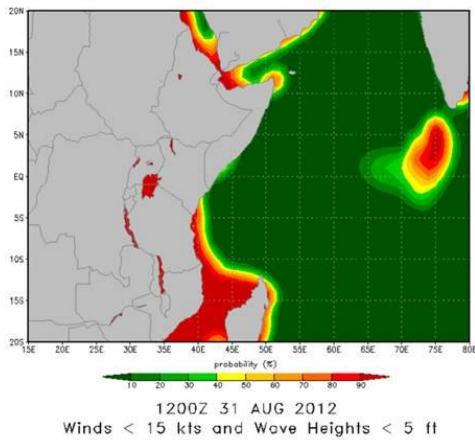 20N
15N
10N
5N
EQ
5S
10S
15S
20S
15E 20E 25E 30E 35E 40E 45E 50E 55E 60E 65E 70E 75E 80E
probability (%)
10 20 30 40 50 60 70 80 90
1200Z 31 AUG 2012
Winds < 15 kts and Wave Heights < 5 ft